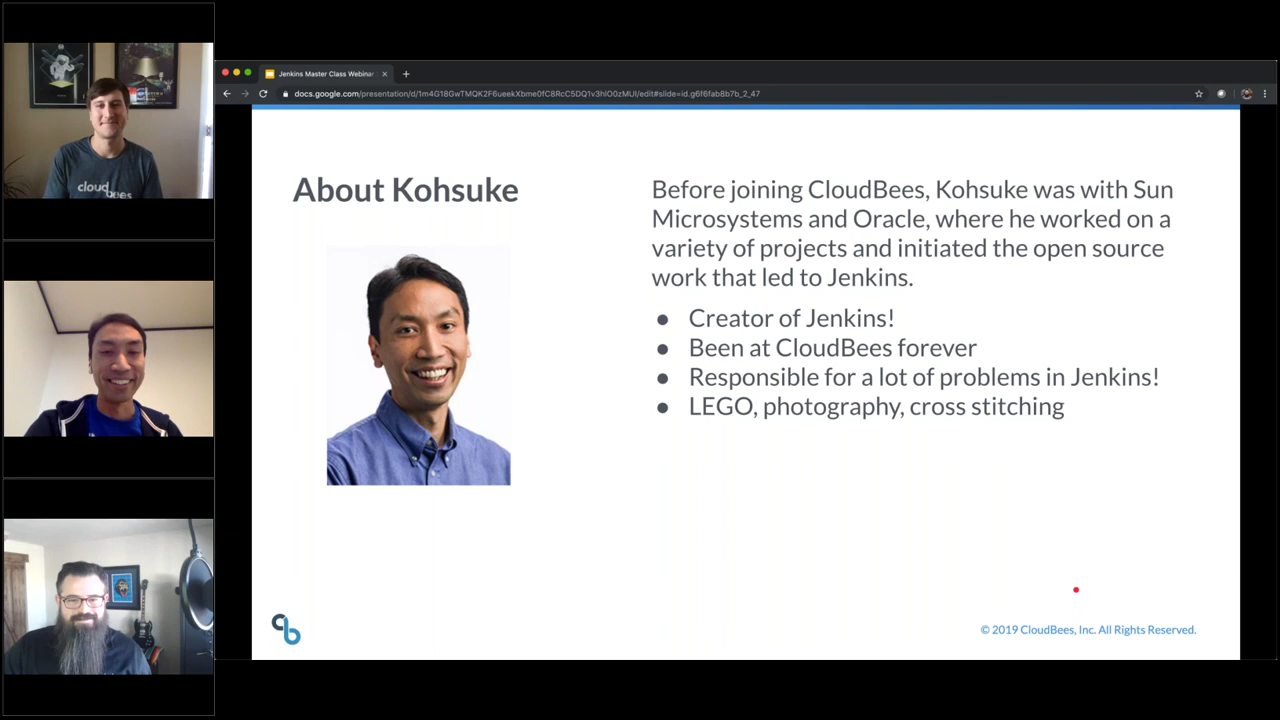 cloudbees
Jenkins Master Class Webinar
docs.google.com/presentation/d/1m4G18GwTMQK2F6ueekXbme0fC8RcC5DQ1v3hlO0zMUI/edit#slide=id.g6f6fab8b7b_2_47
About Kohsuke
Before joining CloudBees, Kohsuke was with Sun
Microsystems and Oracle, where he worked on a
variety of projects and initiated the open source
work that led to Jenkins.
● Creator of Jenkins!
● Been at CloudBees forever
● Responsible for a lot of problems in Jenkins!
● LEGO, photography, cross stitching
© 2019 CloudBees, Inc. All Rights Reserved.